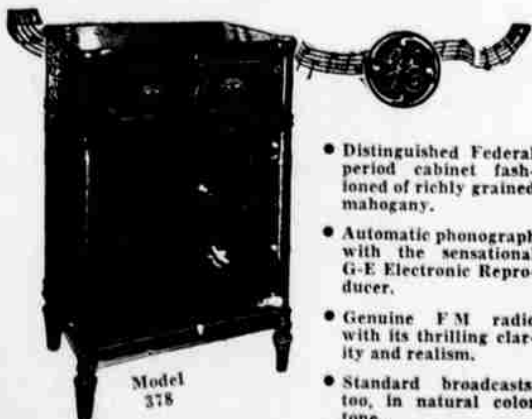 ● Distinguished Federal
period cabinet fash-
ioned of richly grained
mahogany.
● Automatic phonograph
with the sensational
G-E Electronic Repro-
ducer.
● Genuine FM radio
with its thrilling clar-
ity and realism.
● Standard broadcasts,
too, in natural color
tone.
Model
378